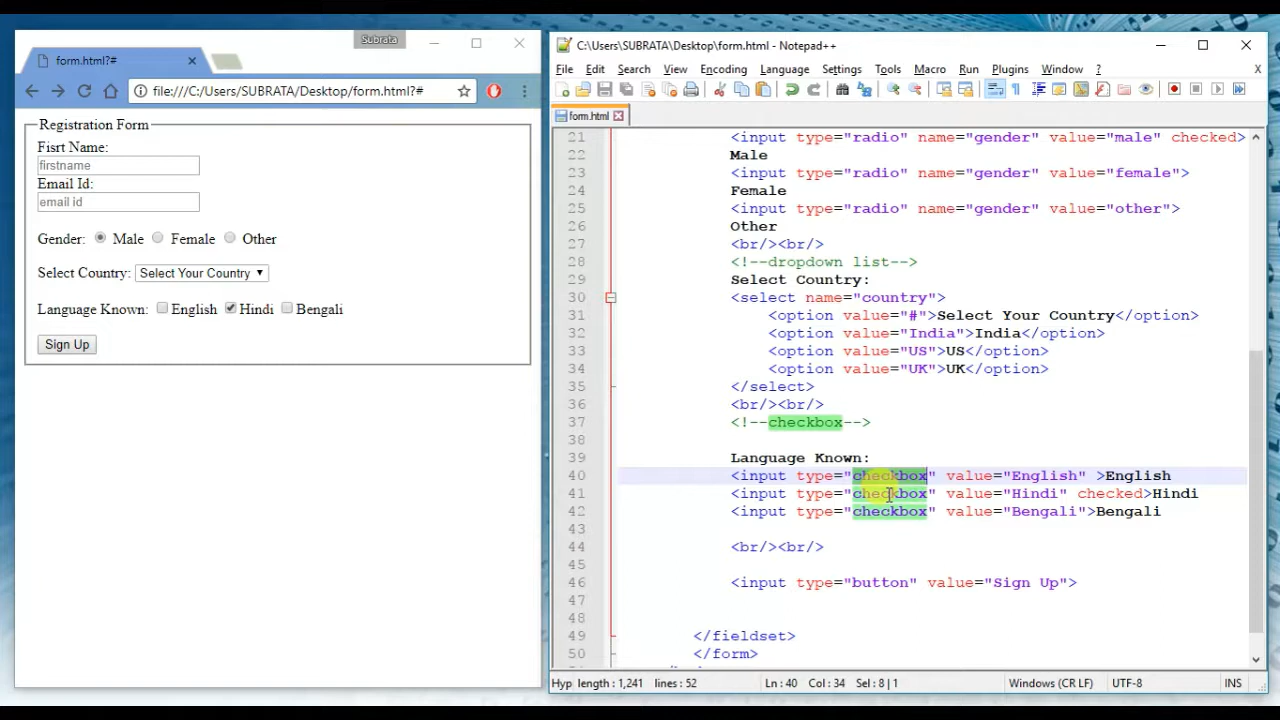 Subrata
form.html?#
file:///C:/Users/SUBRATA/Desktop/form.html?#
Registration Form
Fisrt Name:
firstname
Email Id:
email id
Gender: Male Female Other
Select Country: Select Your Country
Language Known: English Hindi Bengali
Sign Up
C:\Users\SUBRATA\Desktop\form.html - Notepad++
File Edit Search View Encoding Language Settings Tools Macro Run Plugins Window ? X
form.html
21 <input type="radio" name="gender" value="male" checked>
22 Male
23 <input type="radio" name="gender" value="female">
24 Female
25 <input type="radio" name="gender" value="other">
26 Other
27 <br/><br/>
28 <!--dropdown list-->
29 Select Country:
30 <select name="country">
31 <option value="#">Select Your Country</option>
32 <option value="India">India</option>
33 <option value="US">US</option>
34 <option value="UK">UK</option>
35 </select>
36 <br/><br/>
37 <!--checkbox-->
38
39 Language Known:
40 <input type="checkbox" value="English" >English
41 <input type="checkbox" value="Hindi" checked>Hindi
42 <input type="checkbox" value="Bengali">Bengali
43
44 <br/><br/>
45
46 <input type="button" value="Sign Up">
47
48
49 </fieldset>
50 </form>
Hyp length : 1,241 lines : 52 Ln : 40 Col : 34 Sel : 8 | 1 Windows (CR LF) UTF-8 INS